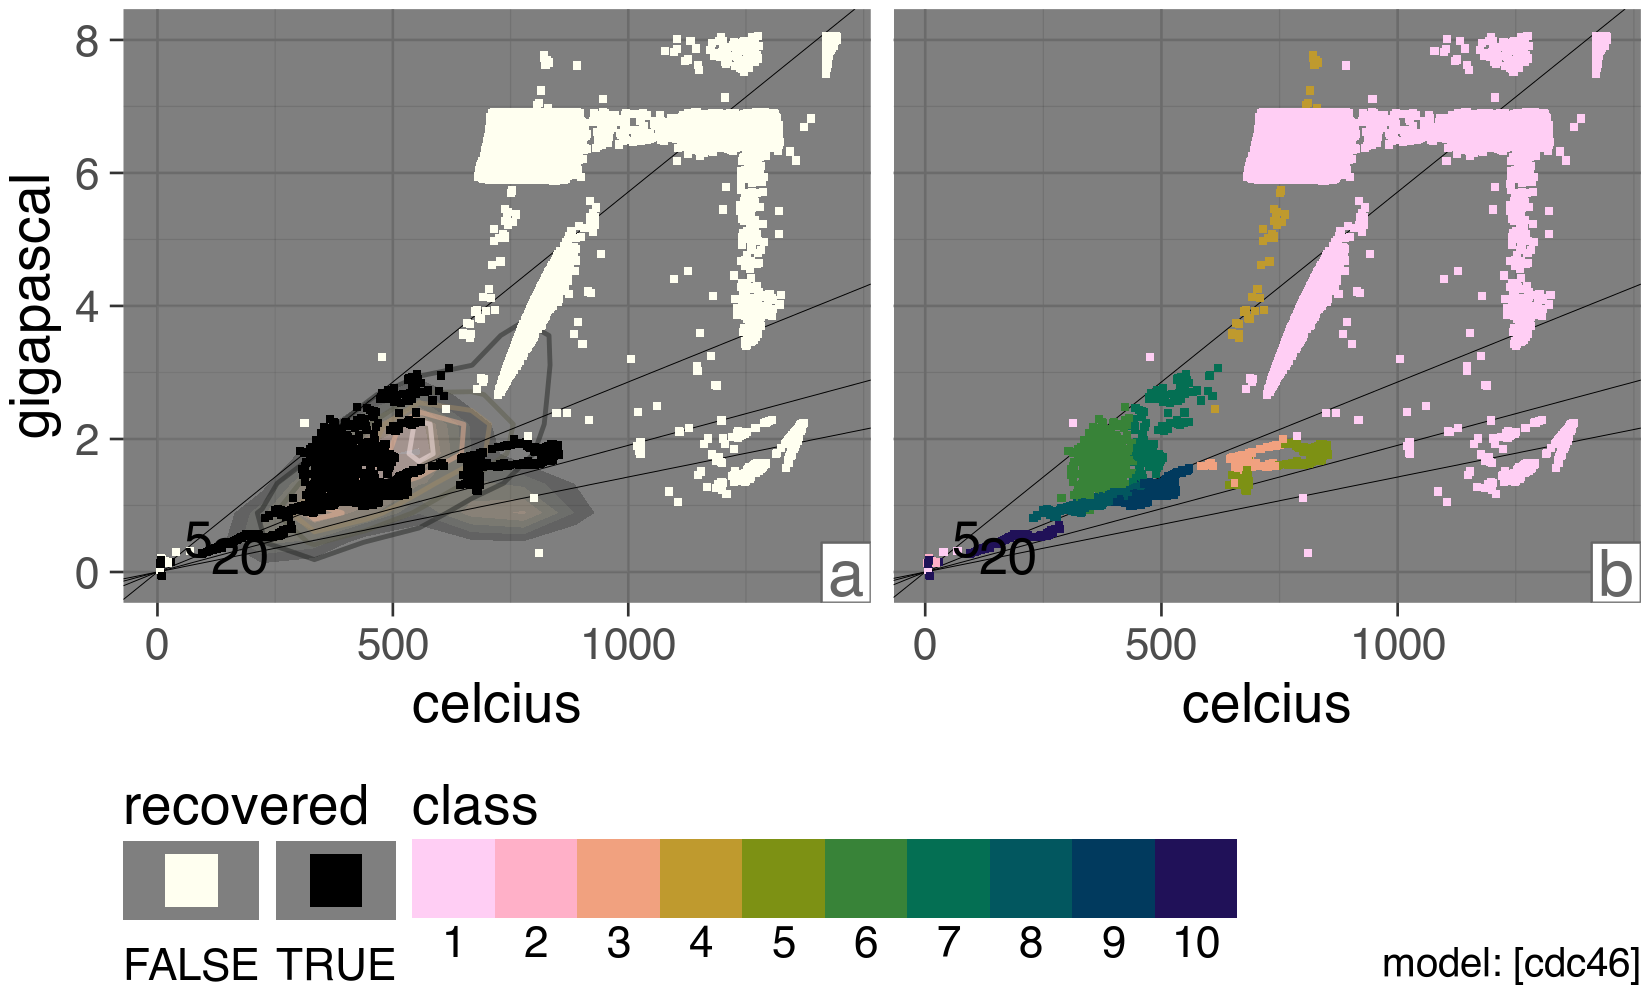 8
6
4
2
0
gigapascal
5
20
a
5
20
b
0 500 1000
0 500 1000
celcius
celcius
recovered
class
FALSE TRUE
1 2 3 4 5 6 7 8 9 10
model: [cdc46]